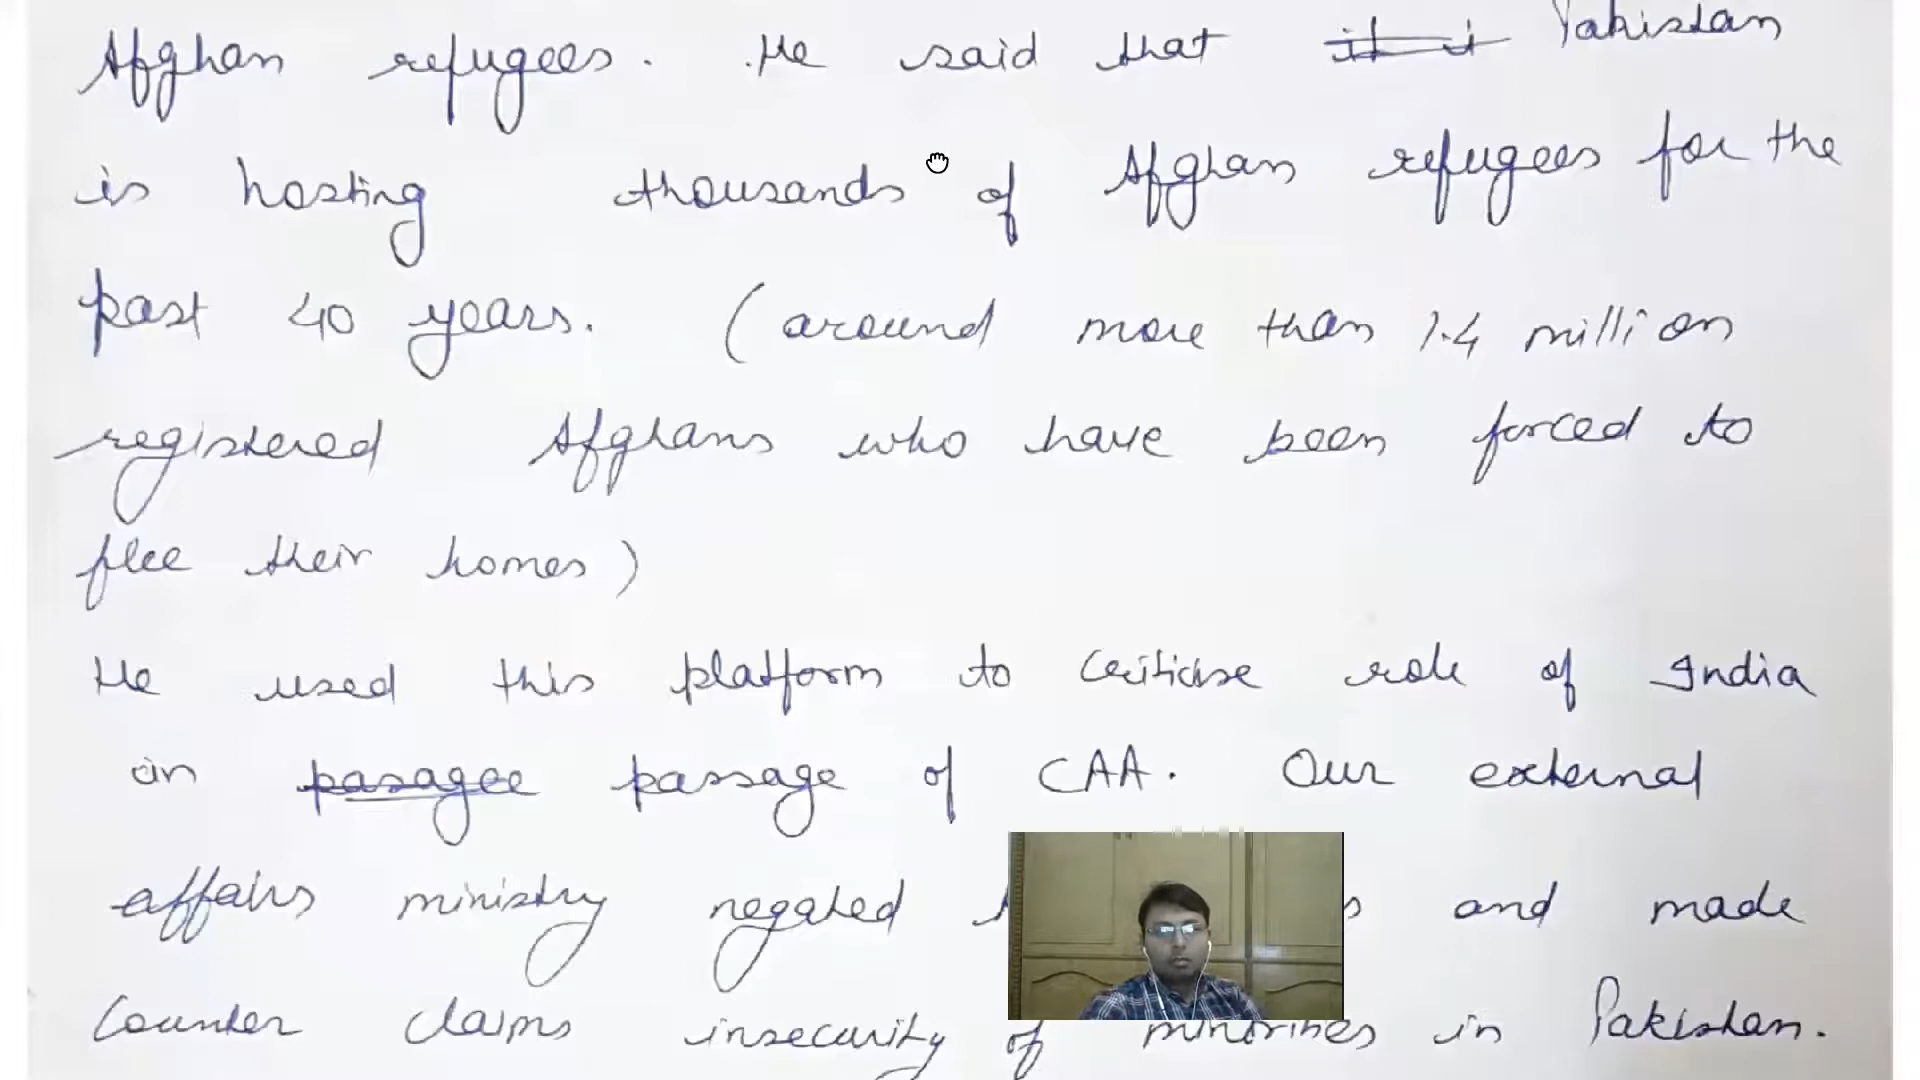 Afghan refugees. He said that it i Pakistan
is hosting thousands of Afghan refugees for the
past 40 years. (around more than 1.4 million
registered Afghans who have been forced to
flee their homes)
He used this platform to criticise role of India
in pasagee passage of CAA. Our external
affairs ministry negated and made
Counter claims insecurity of minorities in Pakistan.